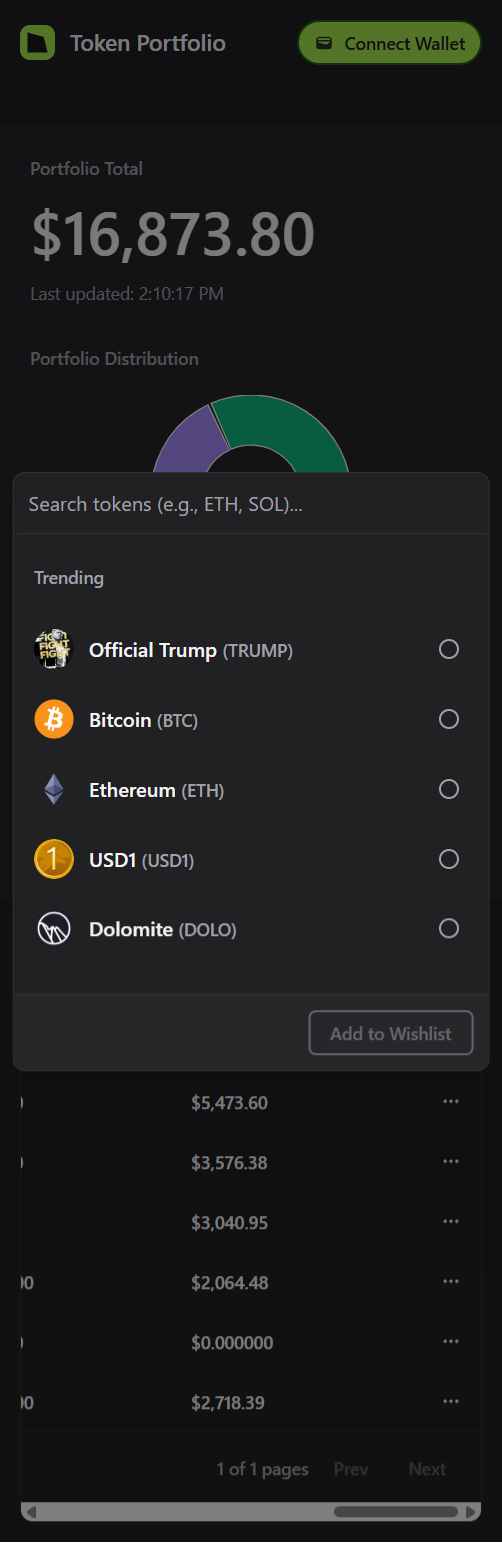 Token Portfolio
Connect Wallet
Portfolio Total
$16,873.80
Last updated: 2:10:17 PM
Portfolio Distribution
Search tokens (e.g., ETH, SOL)...
Trending
FIGHT
FIGHT
Official Trump (TRUMP)
Bitcoin (BTC)
Ethereum (ETH)
1
USD1 (USD1)
Dolomite (DOLO)
Add to Wishlist
$5,473.60 ...
$3,576.38 ...
$3,040.95 ...
00 $2,064.48 ...
$0.000000 ...
00 $2,718.39 ...
1 of 1 pages Prev Next